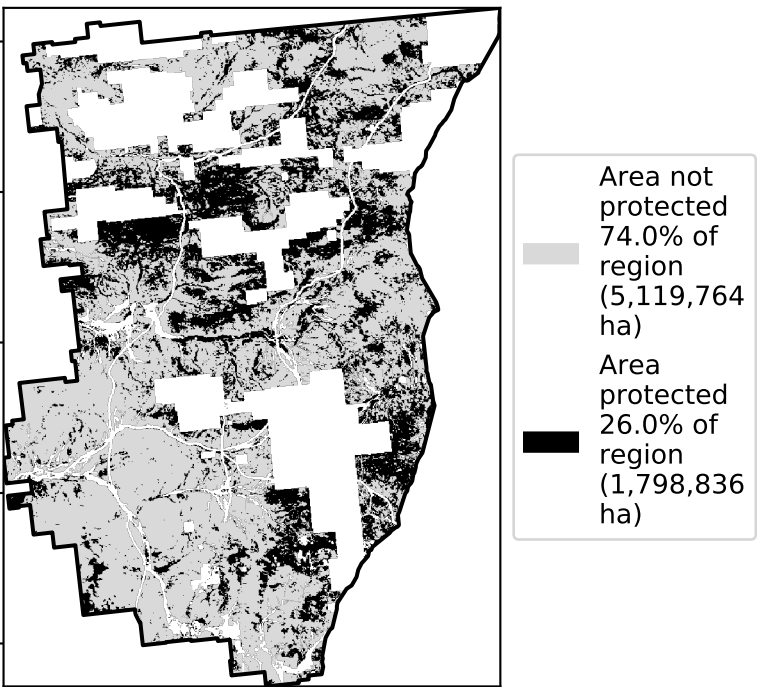 Area not
protected
74.0% of
region
(5,119,764
ha)
Area
protected
26.0% of
region
(1,798,836
ha)